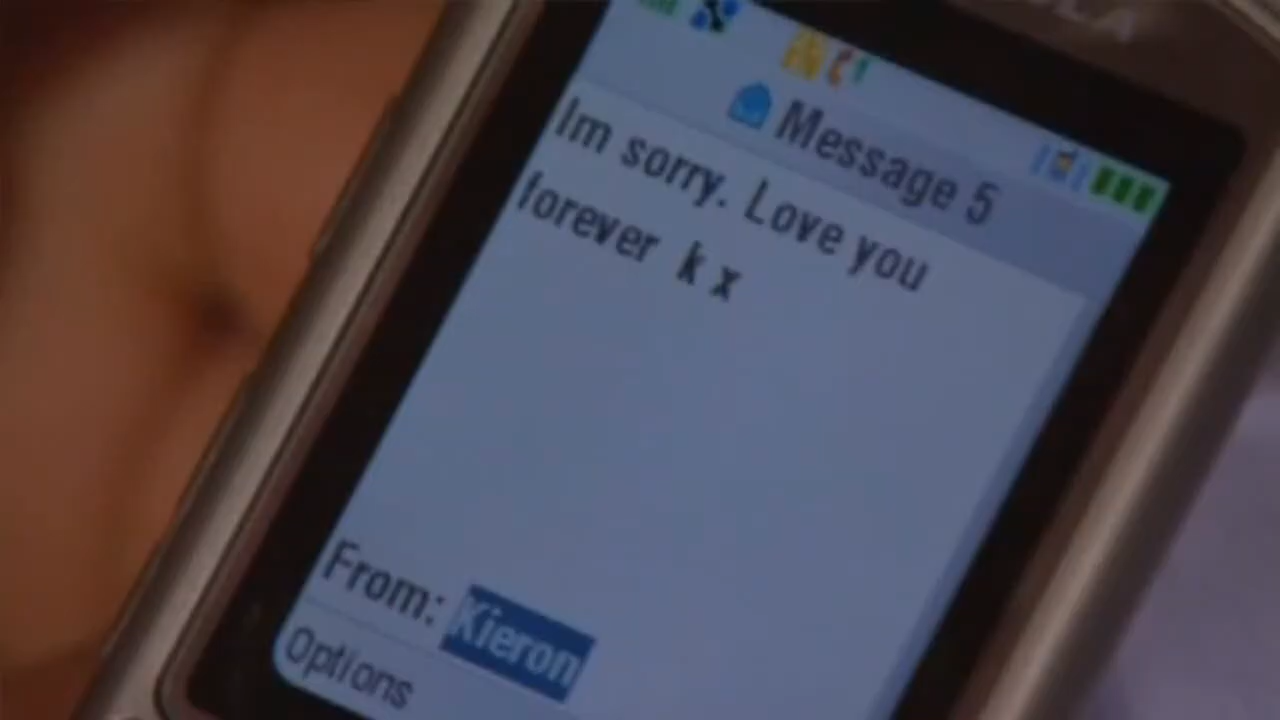 Message 5
Im sorry. Love you
forever k x
From: Kieron
Options